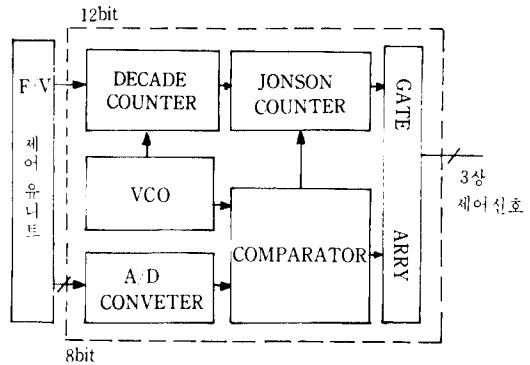 12bit
F/V
제어 유니트
DECADE
COUNTER
JONSON
COUNTER
GATE
ARRY
VCO
COMPARATOR
3상
제어신호
A/D
CONVETER
8bit